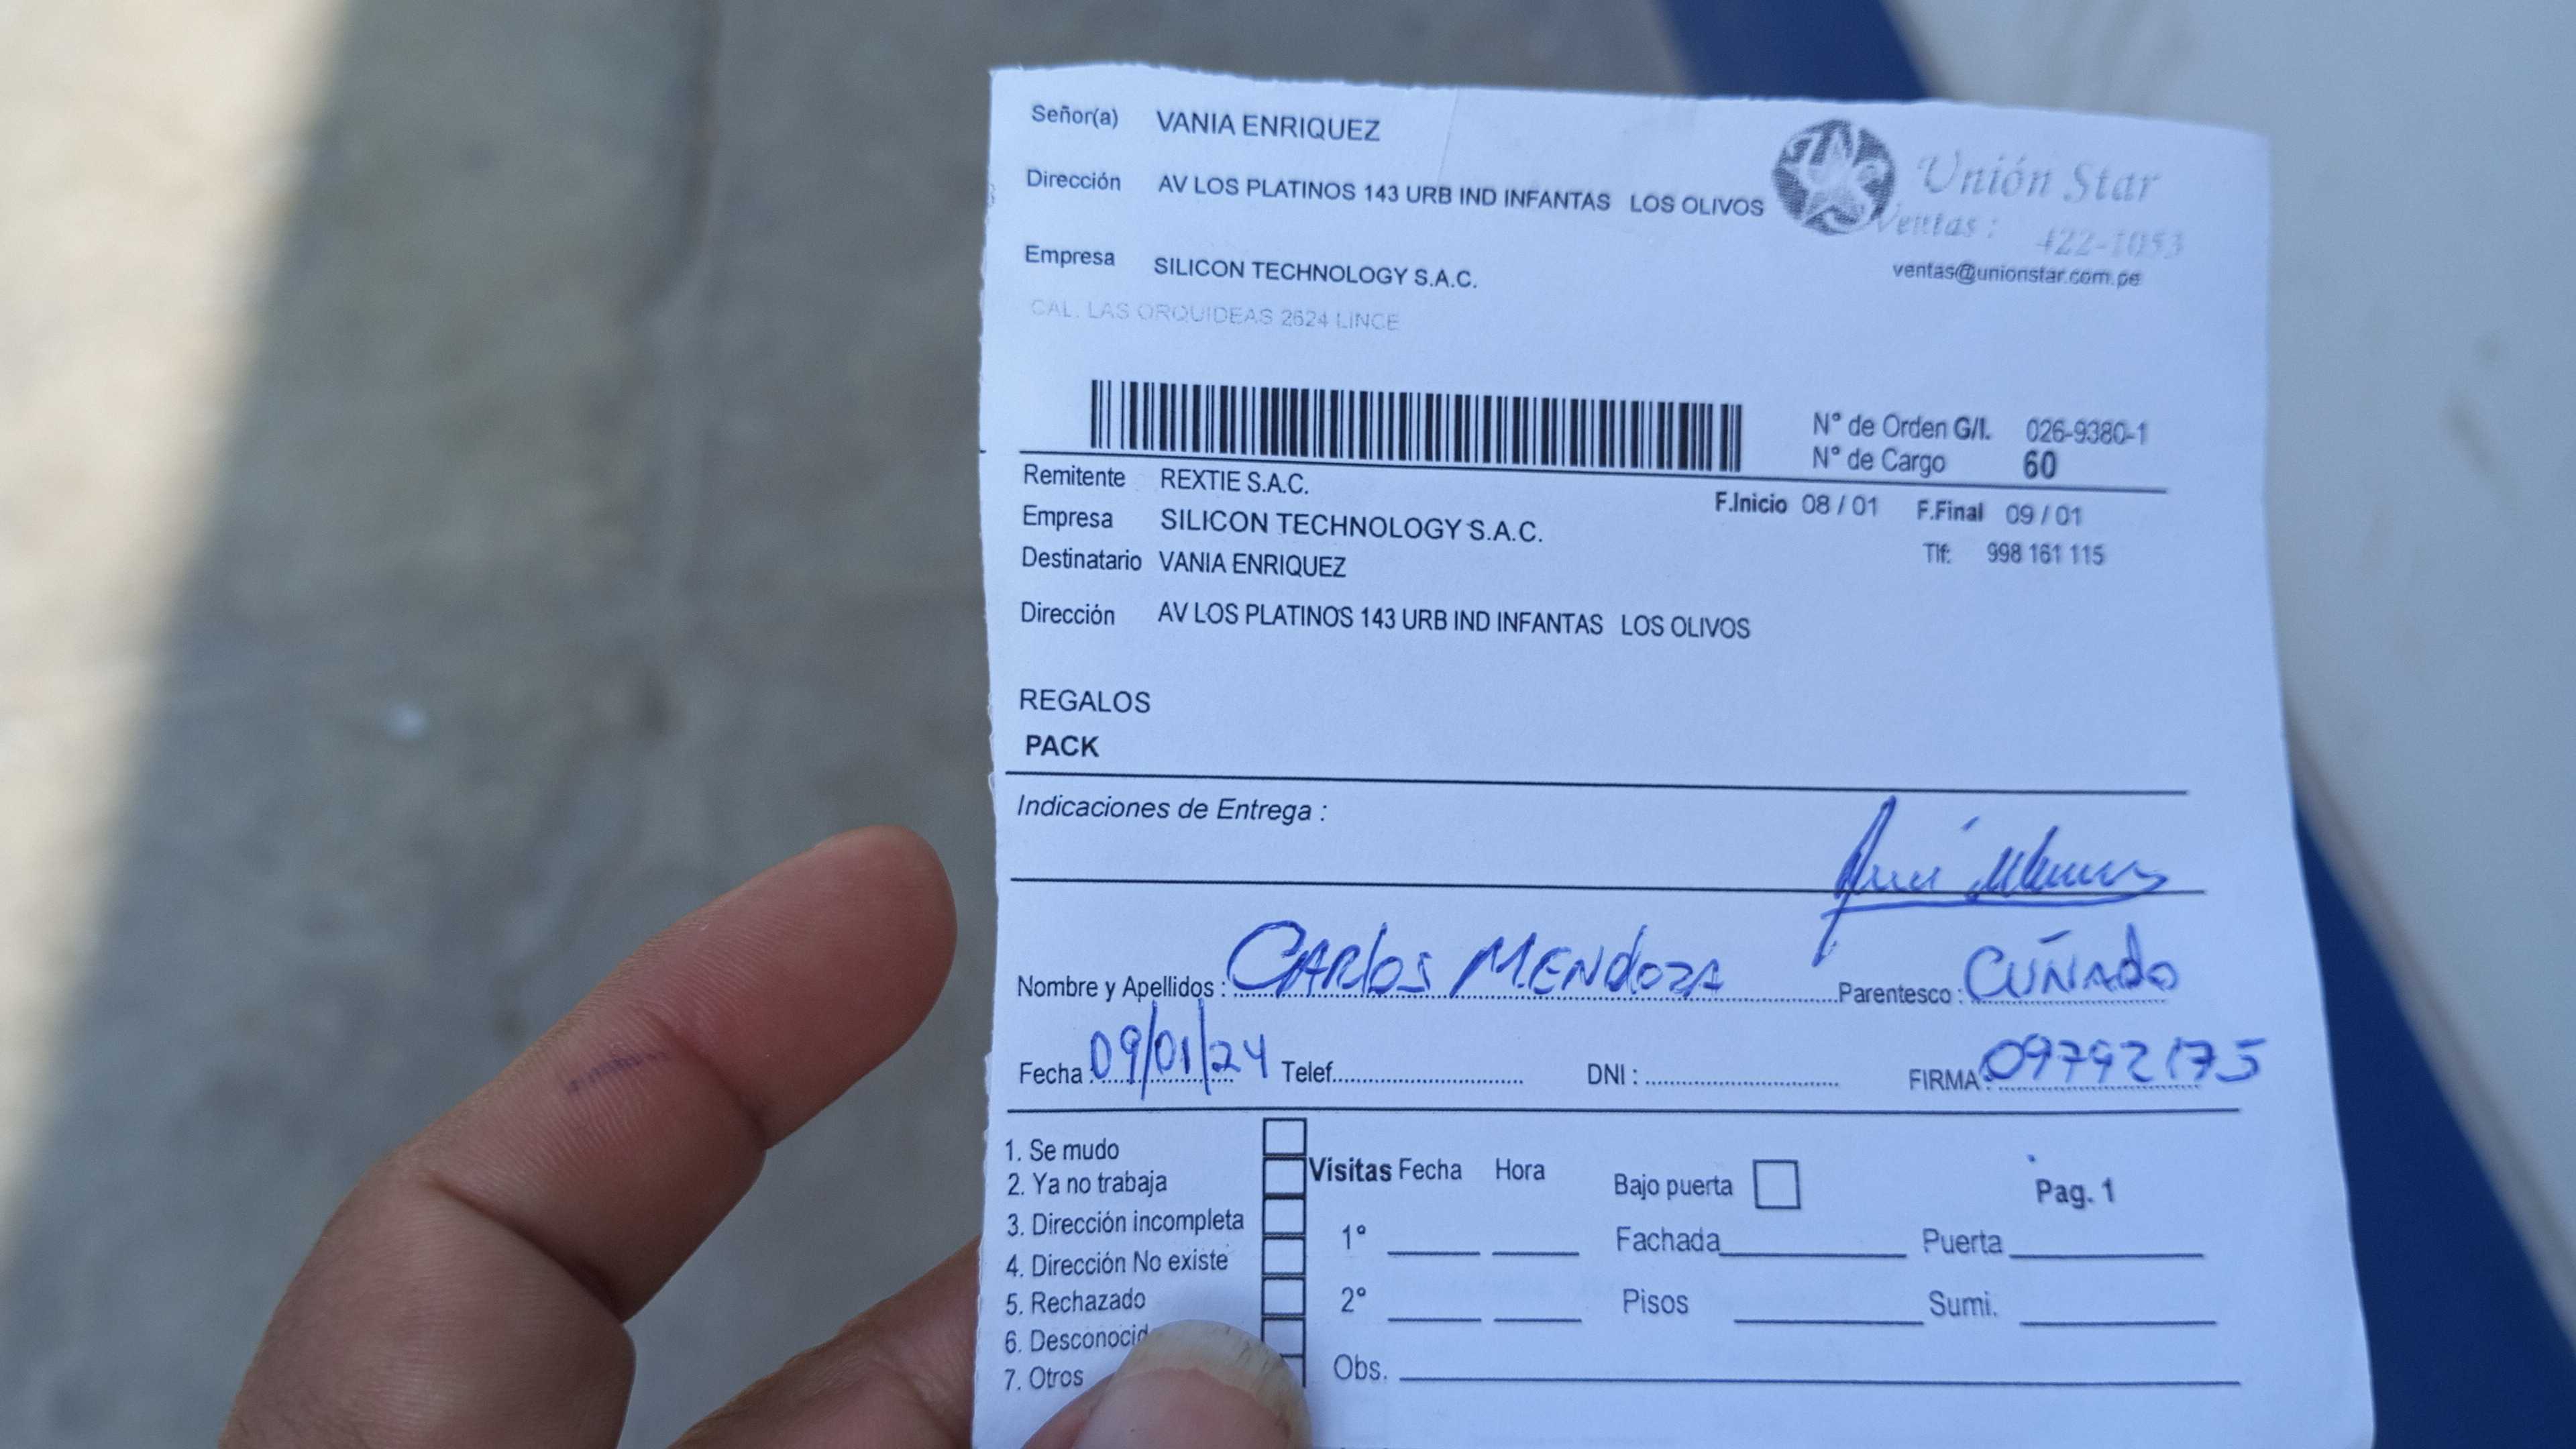 Señor(a) VANIA ENRIQUEZ
Unión Star
Dirección AV LOS PLATINOS 143 URB IND INFANTAS LOS OLIVOS
Ventas : 422-1053
Empresa SILICON TECHNOLOGY S.A.C.
ventas@unionstar.com.pe
CAL. LAS ORQUIDEAS 2624 LINCE
N° de Orden G/I. 026-9380-1
N° de Cargo 60
Remitente REXTIE S.A.C.
F.Inicio 08 / 01 F.Final 09 / 01
Empresa SILICON TECHNOLOGY S.A.C.
Tlf: 998 161 115
Destinatario VANIA ENRIQUEZ
Dirección AV LOS PLATINOS 143 URB IND INFANTAS LOS OLIVOS
REGALOS
PACK
Indicaciones de Entrega :
Nombre y Apellidos : CARlos MENdozA Parentesco : CUÑAdo
Fecha : 09/01/24 Telef. DNI : FIRMA : 09792175
1. Se mudo
2. Ya no trabaja
3. Dirección incompleta
4. Dirección No existe
5. Rechazado
6. Desconocid
7. Otros
Visitas Fecha Hora
1°
2°
Obs.
Bajo puerta
Pag. 1
Fachada Puerta
Pisos Sumi.